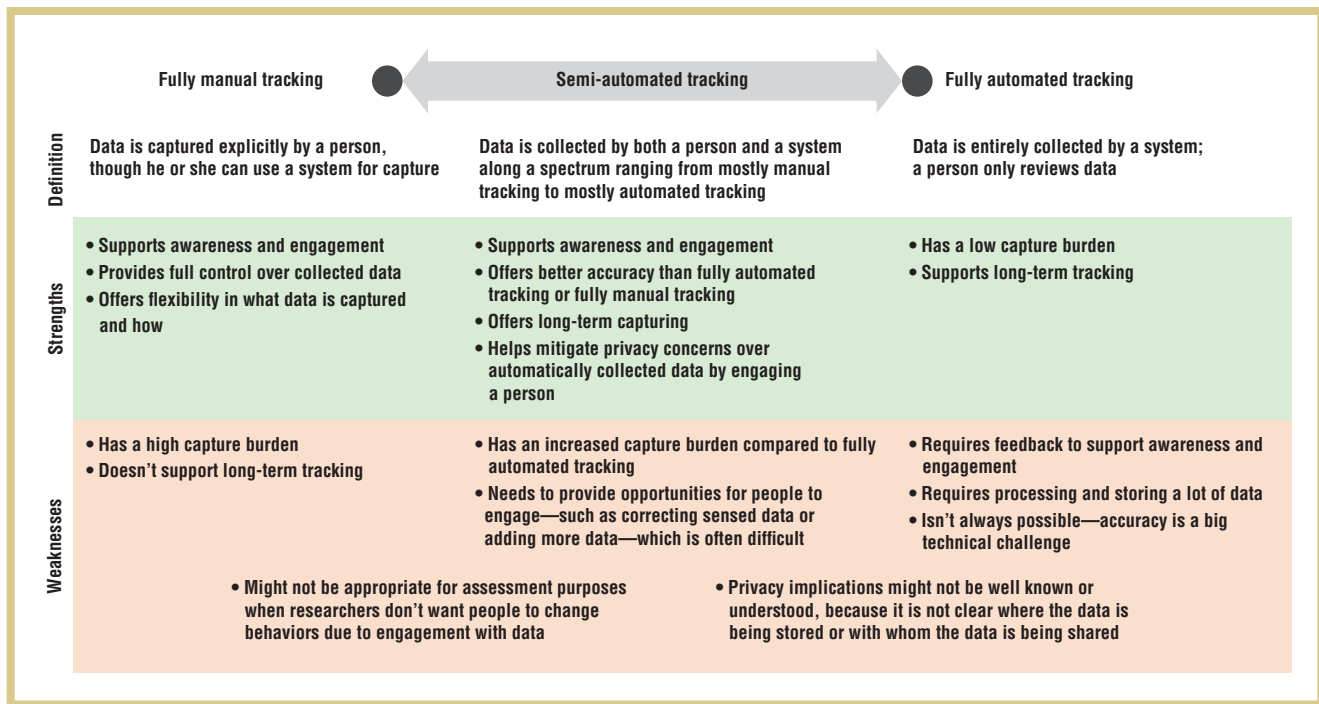 Fully manual tracking
Semi-automated tracking
Fully automated tracking
Definition
Data is captured explicitly by a person,
though he or she can use a system for capture
Data is collected by both a person and a system
along a spectrum ranging from mostly manual
tracking to mostly automated tracking
Data is entirely collected by a system;
a person only reviews data
Strengths
• Supports awareness and engagement
• Provides full control over collected data
• Offers flexibility in what data is captured
and how
• Supports awareness and engagement
• Offers better accuracy than fully automated
tracking or fully manual tracking
• Offers long-term capturing
• Helps mitigate privacy concerns over
automatically collected data by engaging
a person
• Has a low capture burden
• Supports long-term tracking
Weaknesses
• Has a high capture burden
• Doesn’t support long-term tracking
• Has an increased capture burden compared to fully
automated tracking
• Needs to provide opportunities for people to
engage—such as correcting sensed data or
adding more data—which is often difficult
• Requires feedback to support awareness and
engagement
• Requires processing and storing a lot of data
• Isn’t always possible—accuracy is a big
technical challenge
• Might not be appropriate for assessment purposes
when researchers don’t want people to change
behaviors due to engagement with data
• Privacy implications might not be well known or
understood, because it is not clear where the data is
being stored or with whom the data is being shared